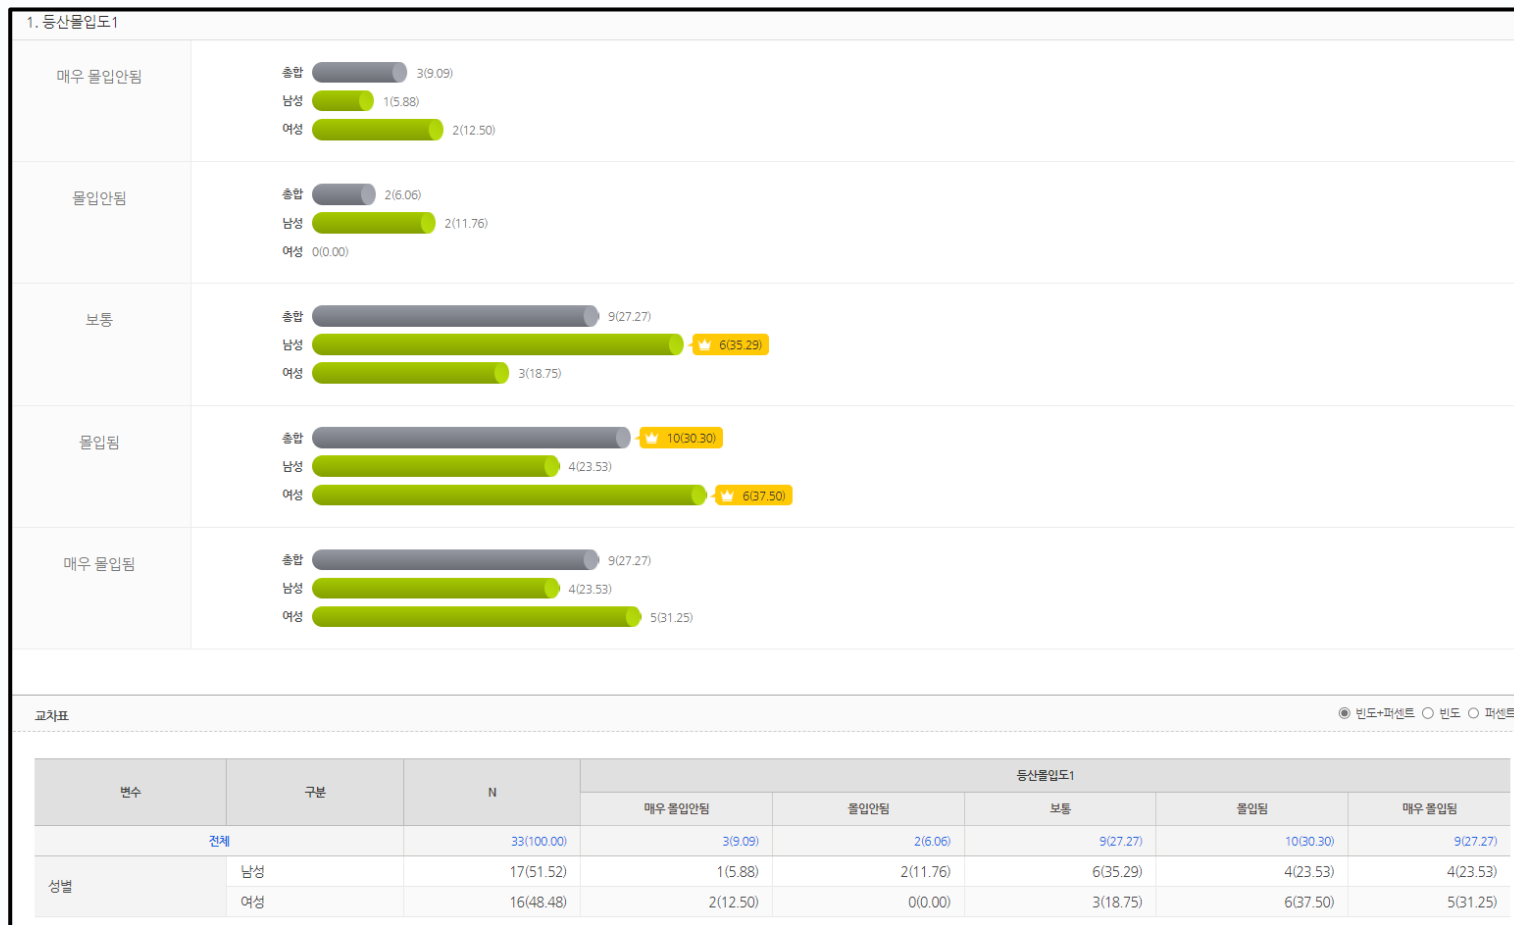 1. 등산몰입도1
매우 몰입안됨
총합 3(9.09)
남성 1(5.88)
여성 2(12.50)
몰입안됨
총합 2(6.06)
남성 2(11.76)
여성 0(0.00)
보통
총합 9(27.27)
남성 6(35.29)
여성 3(18.75)
몰입됨
총합 10(30.30)
남성 4(23.53)
여성 6(37.50)
매우 몰입됨
총합 9(27.27)
남성 4(23.53)
여성 5(31.25)
교차표 빈도+퍼센트 빈도 퍼센트
변수 구분 N 등산몰입도1
매우 몰입안됨 몰입안됨 보통 몰입됨 매우 몰입됨
전체 33(100.00) 3(9.09) 2(6.06) 9(27.27) 10(30.30) 9(27.27)
성별
남성 17(51.52) 1(5.88) 2(11.76) 6(35.29) 4(23.53) 4(23.53)
여성 16(48.48) 2(12.50) 0(0.00) 3(18.75) 6(37.50) 5(31.25)